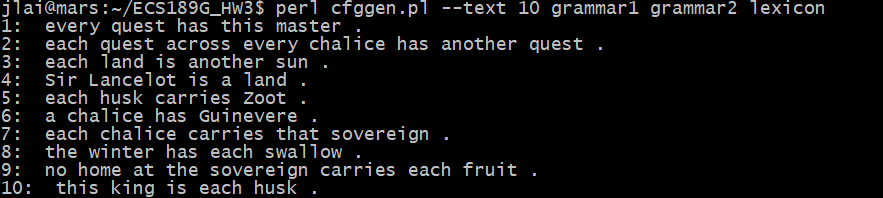 jlai@mars:~/ECS189G_HW3$ perl cfggen.pl --text 10 grammar1 grammar2 lexicon
1:  every quest has this master .
2:  each quest across every chalice has another quest .
3:  each land is another sun .
4:  Sir Lancelot is a land .
5:  each husk carries Zoot .
6:  a chalice has Guinevere .
7:  each chalice carries that sovereign .
8:  the winter has each swallow .
9:  no home at the sovereign carries each fruit .
10:  this king is each husk .